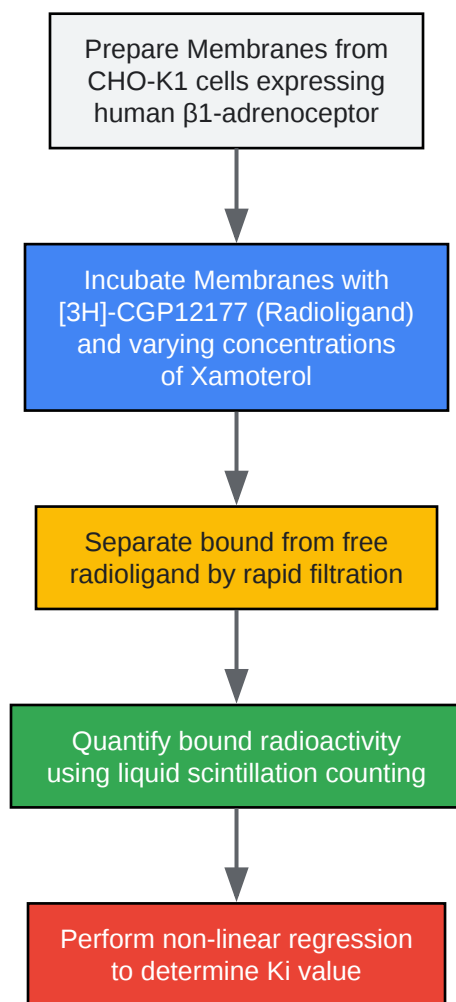 Prepare Membranes from
CHO-K1 cells expressing
human β1-adrenoceptor
Incubate Membranes with
[3H]-CGP12177 (Radioligand)
and varying concentrations
of Xamoterol
Separate bound from free
radioligand by rapid filtration
Quantify bound radioactivity
using liquid scintillation counting
Perform non-linear regression
to determine Ki value